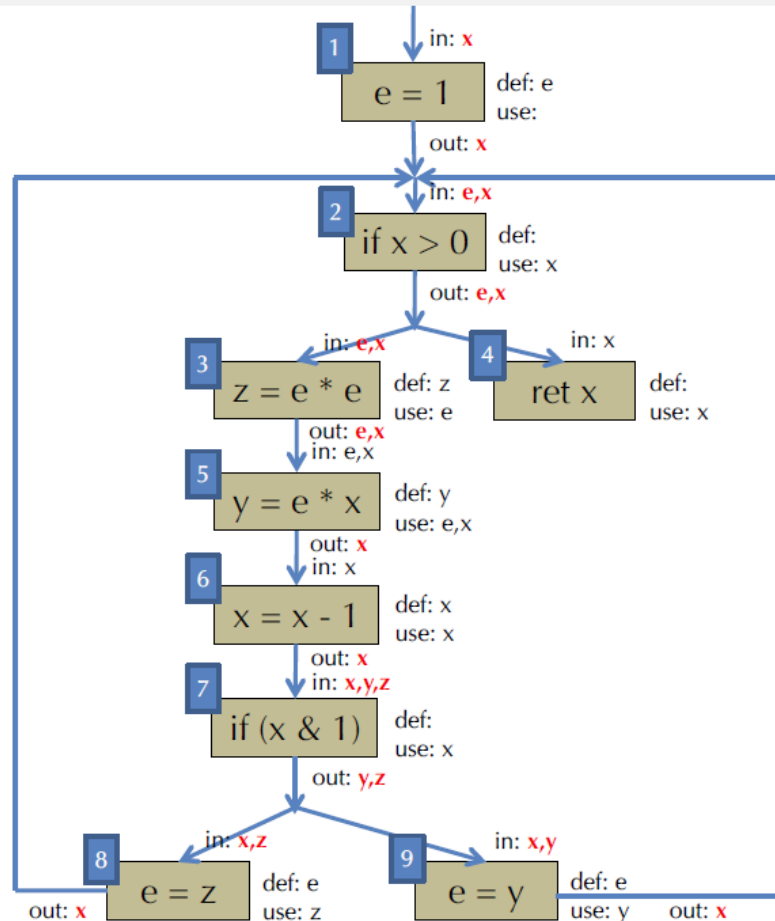 1
in: x
e = 1
def: e
use:
out: x
in: e,x
2
if x > 0
def:
use: x
out: e,x
in: e,x
in: x
3
z = e * e
def: z
use: e
4
ret x
def:
use: x
out: e,x
in: e,x
5
y = e * x
def: y
use: e,x
out: x
in: x
6
x = x - 1
def: x
use: x
out: x
in: x,y,z
7
if (x & 1)
def:
use: x
out: y,z
in: x,z
in: x,y
8
e = z
def: e
use: z
9
e = y
def: e
use: y
out: x
out: x